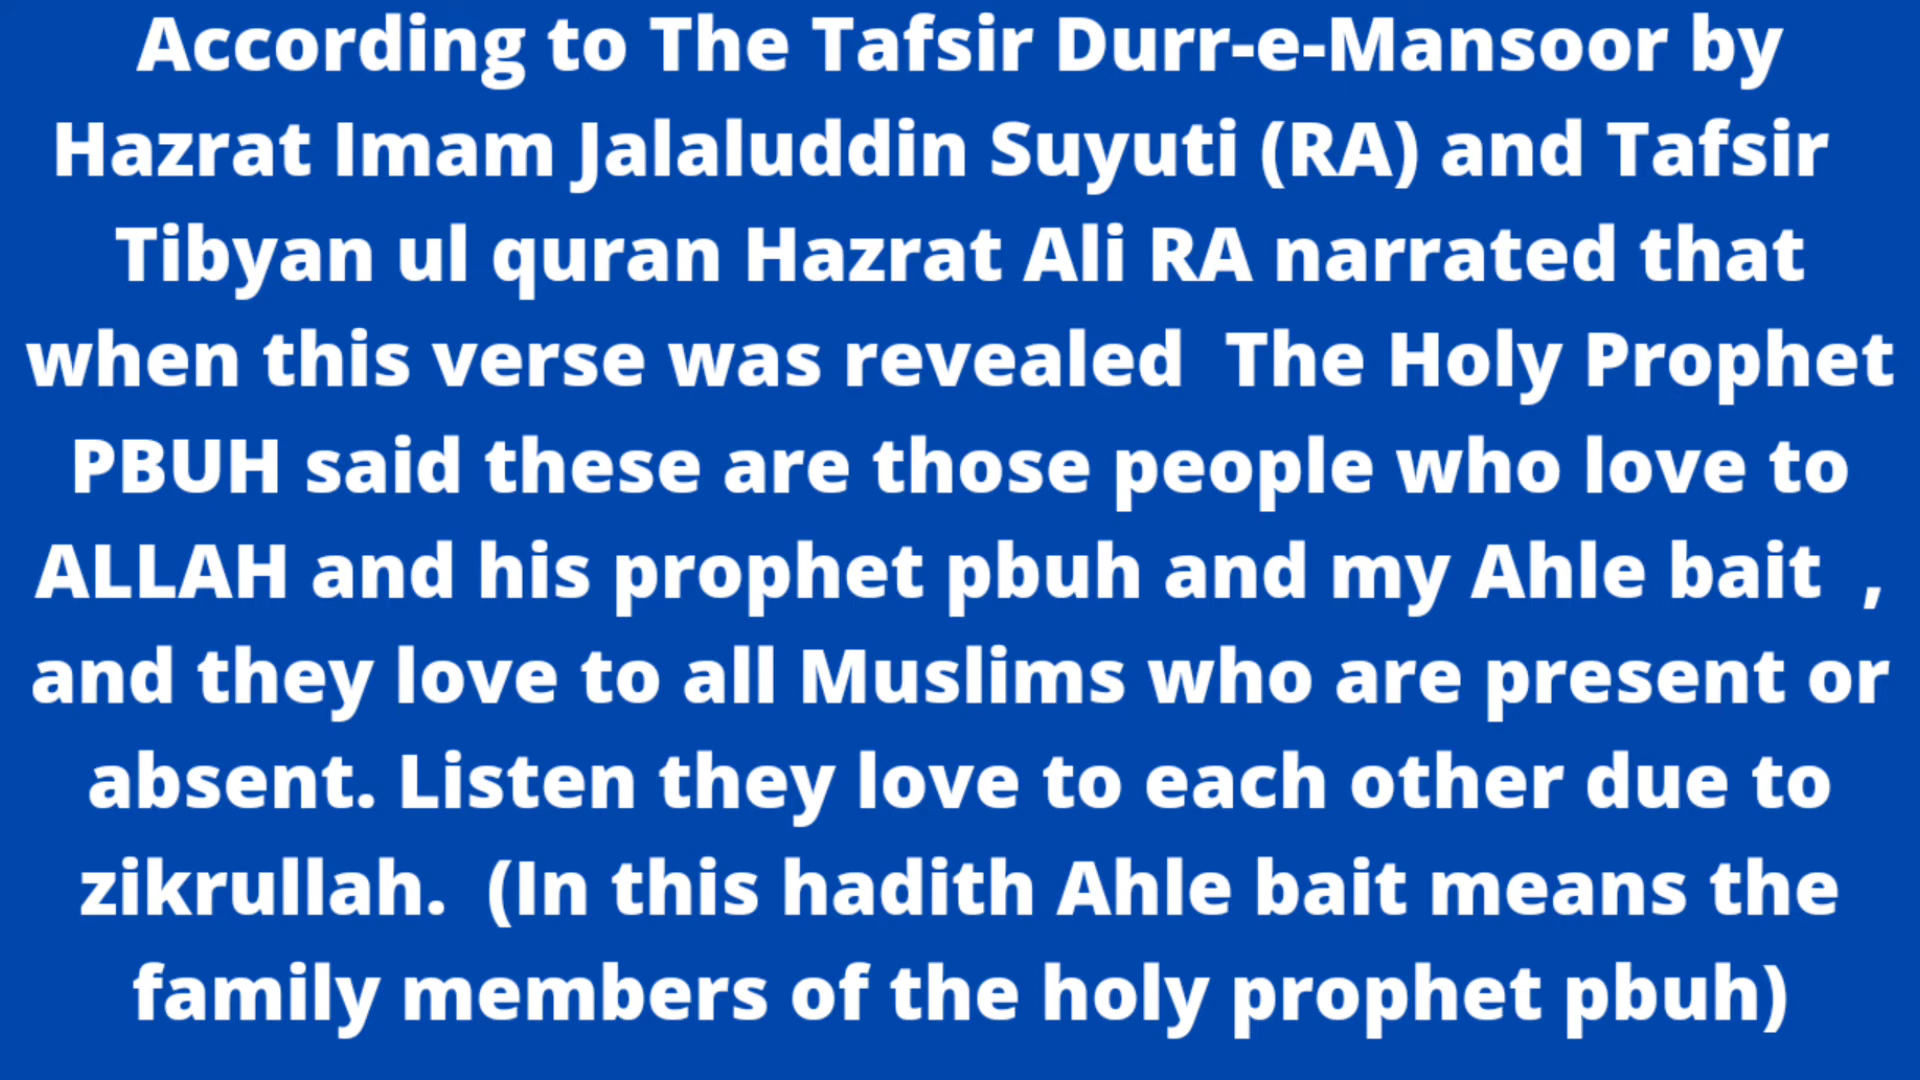 According to The Tafsir Durr-e-Mansoor by
Hazrat Imam Jalaluddin Suyuti (RA) and Tafsir
Tibyan ul quran Hazrat Ali RA narrated that
when this verse was revealed  The Holy Prophet
PBUH said these are those people who love to
ALLAH and his prophet pbuh and my Ahle bait  ,
and they love to all Muslims who are present or
absent. Listen they love to each other due to
zikrullah.  (In this hadith Ahle bait means the
family members of the holy prophet pbuh)